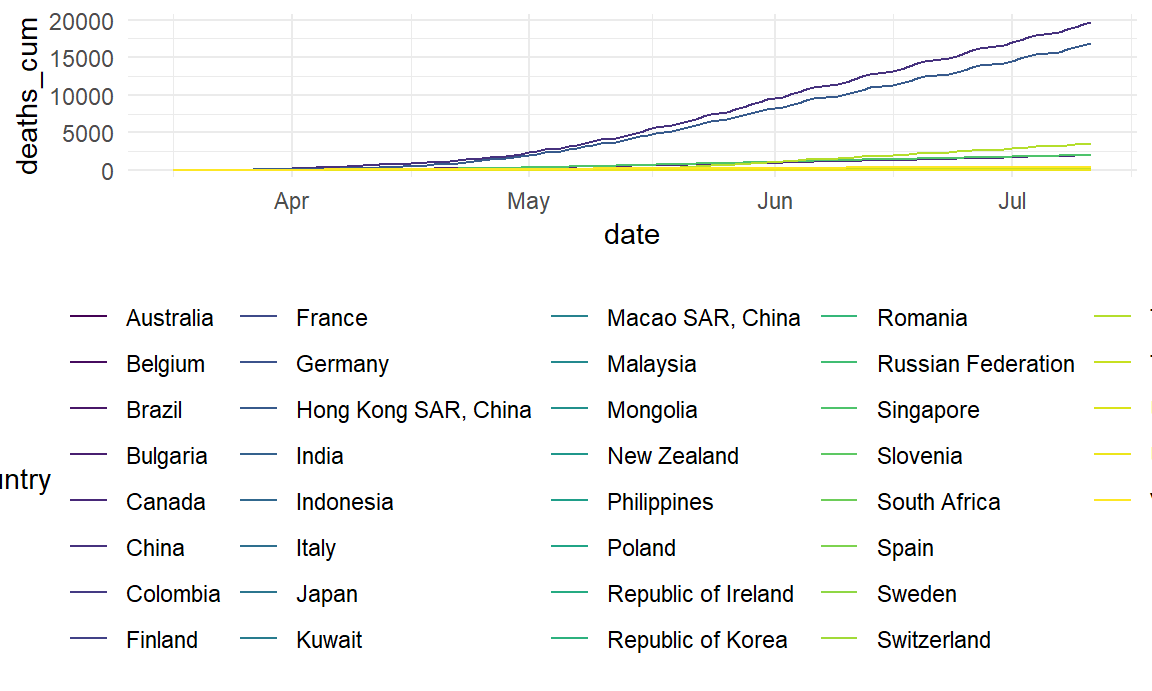 deaths_cum
20000
15000
10000
5000
0
Apr May Jun Jul
date
Australia France Macao SAR, China Romania
Belgium Germany Malaysia Russian Federation
Brazil Hong Kong SAR, China Mongolia Singapore
Bulgaria India New Zealand Slovenia
untry
Canada Indonesia Philippines South Africa
China Italy Poland Spain
Colombia Japan Republic of Ireland Sweden
Finland Kuwait Republic of Korea Switzerland